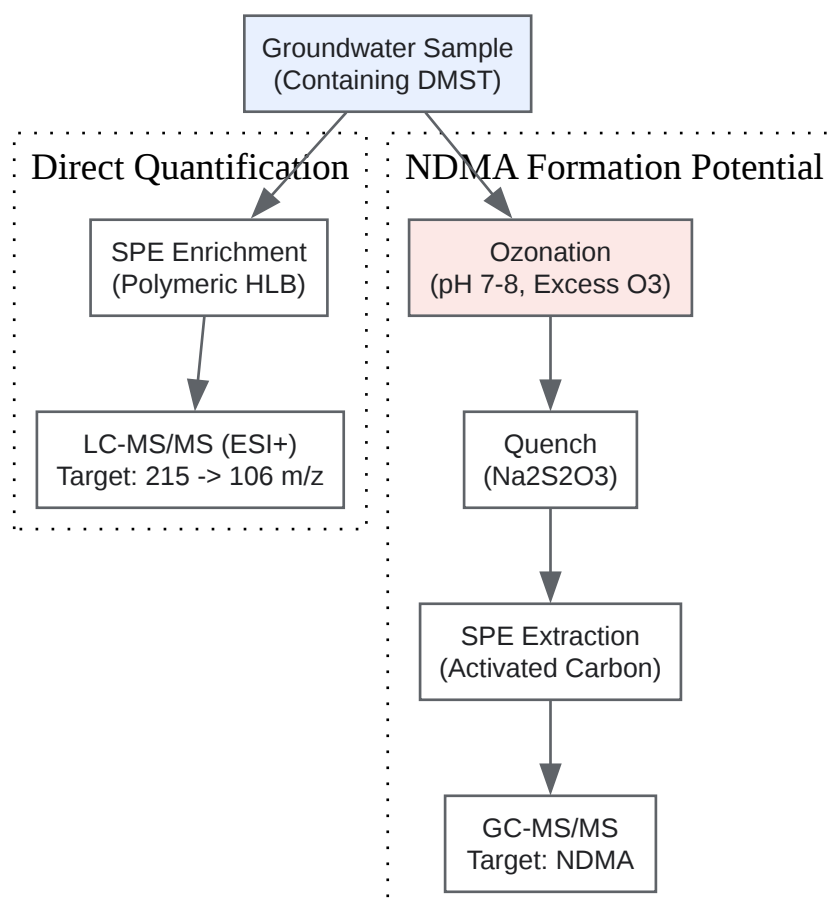 Groundwater Sample
(Containing DMST)
Direct Quantification
SPE Enrichment
(Polymeric HLB)
LC-MS/MS (ESI+)
Target: 215 -> 106 m/z
NDMA Formation Potential
Ozonation
(pH 7-8, Excess O3)
Quench
(Na2S2O3)
SPE Extraction
(Activated Carbon)
GC-MS/MS
Target: NDMA